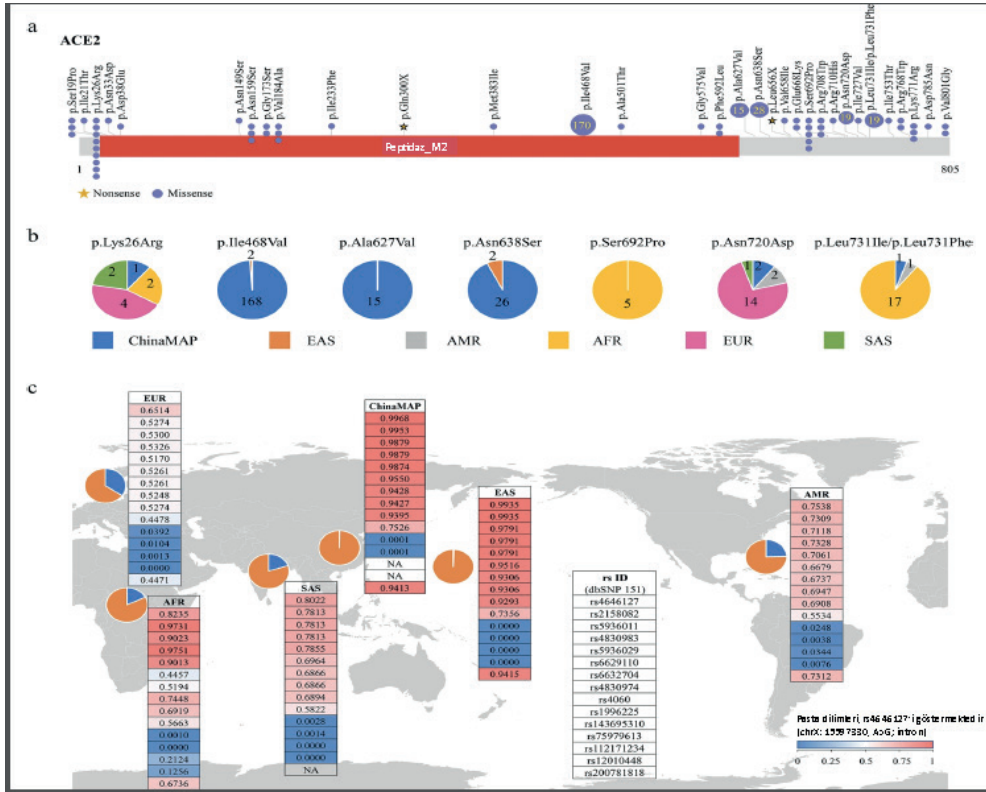 a
ACE2
p.Ser19Pro
p.Ile21Thr
p.Lys26Arg
p.Asn33Asp
p.Asp38Glu
p.Asn149Ser
p.Asn159Ser
p.Gly173Ser
p.Val184Ala
p.Ile233Phe
p.Gln300X
p.Met383Ile
p.Ile468Val
p.Ala501Thr
p.Gly575Val
p.Phe592Leu
p.Ala627Val
p.Asn638Ser
p.Leu656X
p.Val658Ile
p.Glu668Lys
p.Ser692Pro
p.Arg708Trp
p.Arg710His
p.Asn720Asp
p.Ile727Val
p.Leu731Ile/p.Leu731Phe
p.Ile753Thr
p.Arg768Trp
p.Lys771Arg
p.Asp785Asn
p.Val801Gly
170 15 28 19 19
Peptidaz_M2
1 805
Nonsense Missense
b
p.Lys26Arg p.Ile468Val p.Ala627Val p.Asn638Ser p.Ser692Pro p.Asn720Asp p.Leu731Ile/p.Leu731Phe
2 1 2 4
2 168
15
2 26
5
1 2 2 14
1 1 17
ChinaMAP EAS AMR AFR EUR SAS
c
EUR
0.6514
0.5274
0.5300
0.5326
0.5170
0.5261
0.5261
0.5248
0.5274
0.4478
0.0392
0.0104
0.0013
0.0000
0.4471
AFR
0.8235
0.9731
0.9023
0.9751
0.9013
0.4457
0.5194
0.7448
0.6919
0.5663
0.0010
0.0000
0.2124
0.1256
0.6736
SAS
0.8022
0.7813
0.7813
0.7813
0.7855
0.6964
0.6866
0.6866
0.6894
0.5822
0.0028
0.0014
0.0000
0.0000
NA
ChinaMAP
0.9968
0.9953
0.9879
0.9879
0.9874
0.9550
0.9428
0.9427
0.9395
0.7526
0.0001
0.0001
NA
NA
0.9413
EAS
0.9935
0.9935
0.9791
0.9791
0.9791
0.9516
0.9306
0.9306
0.9293
0.7356
0.0000
0.0000
0.0000
0.0000
0.9415
rs ID
(dbSNP 151)
rs4646127
rs2158082
rs5936011
rs4830983
rs5936029
rs6629110
rs6632704
rs4830974
rs4060
rs1996225
rs143695310
rs75979613
rs112171234
rs12010448
rs200781818
AMR
0.7538
0.7309
0.7118
0.7328
0.7061
0.6679
0.6737
0.6947
0.6908
0.5534
0.0248
0.0038
0.0344
0.0076
0.7312
Pasta dilimleri, rs4646127'i göstermektedir
(chrX: 15597330, A>G; intron)
0 0.25 0.5 0.75 1